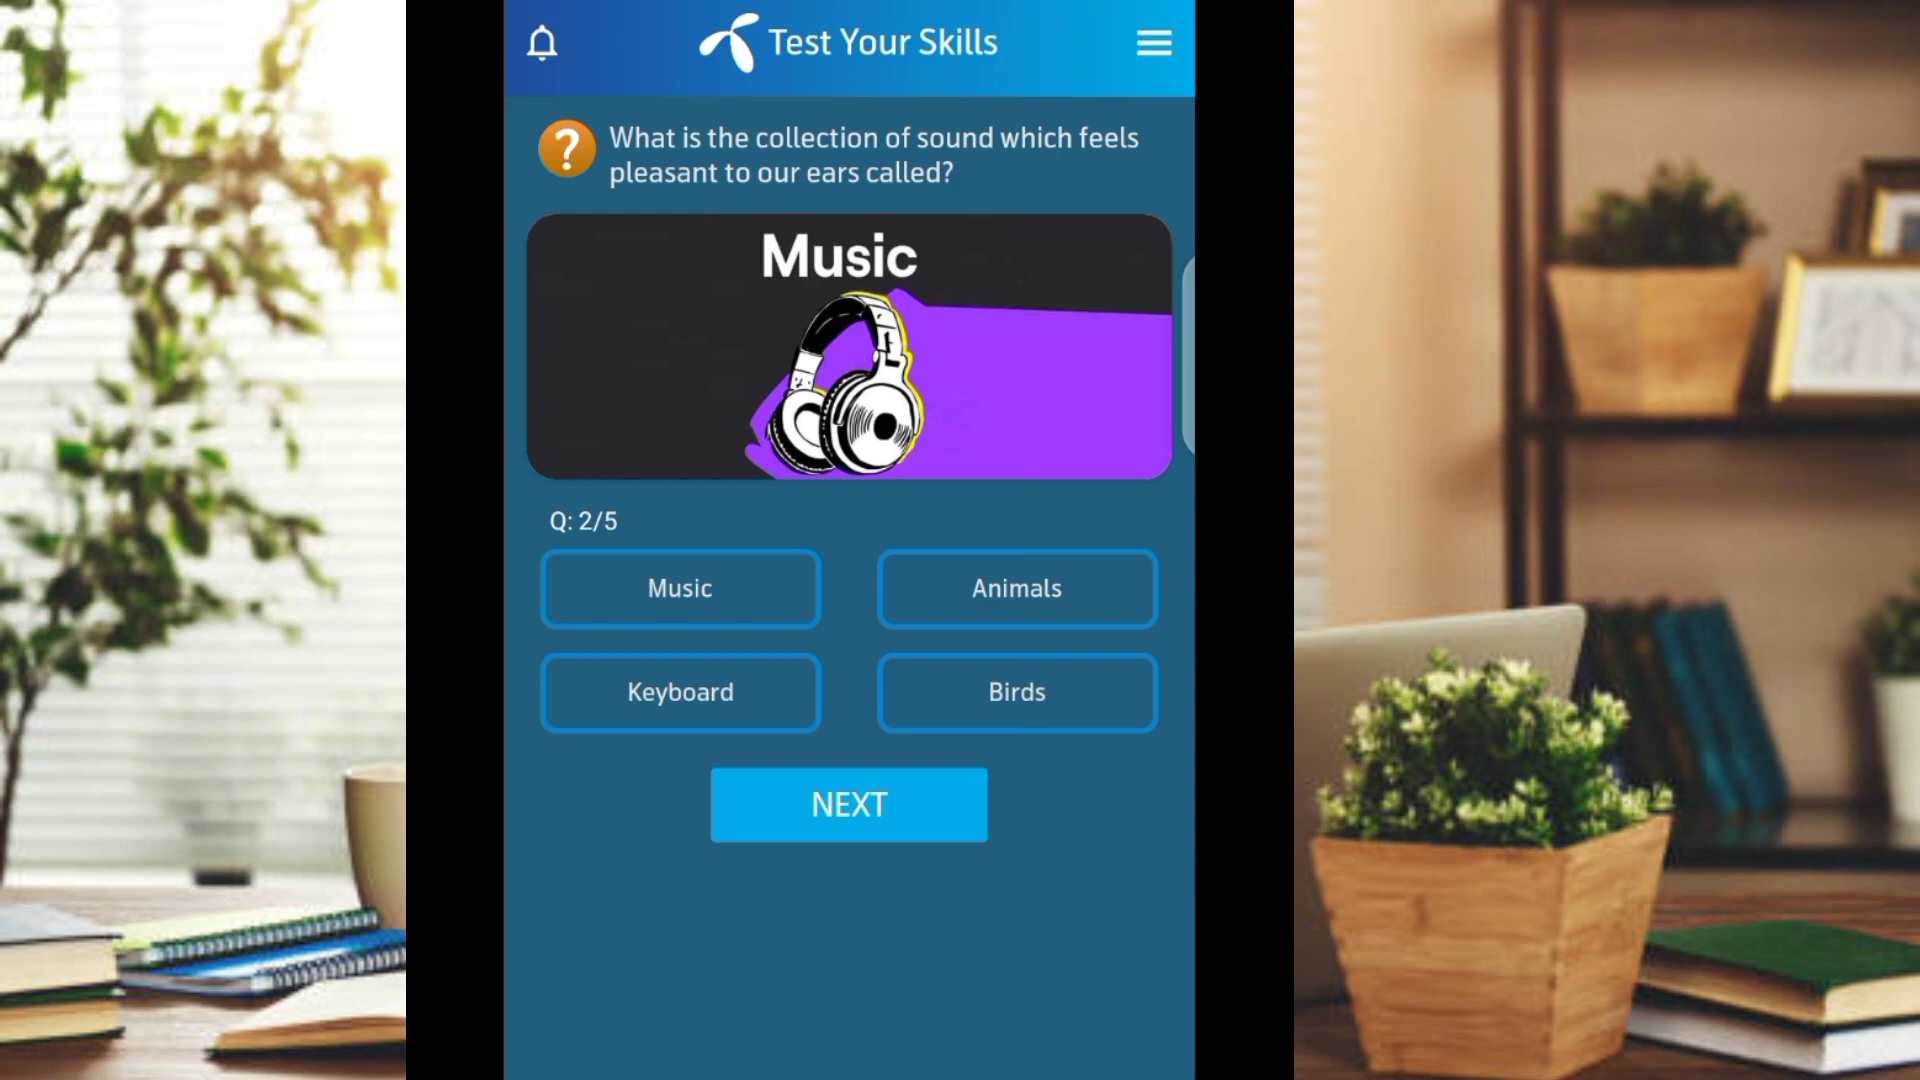 Test Your Skills
What is the collection of sound which feels
pleasant to our ears called?
Music
Q: 2/5
Music
Animals
Keyboard
Birds
NEXT